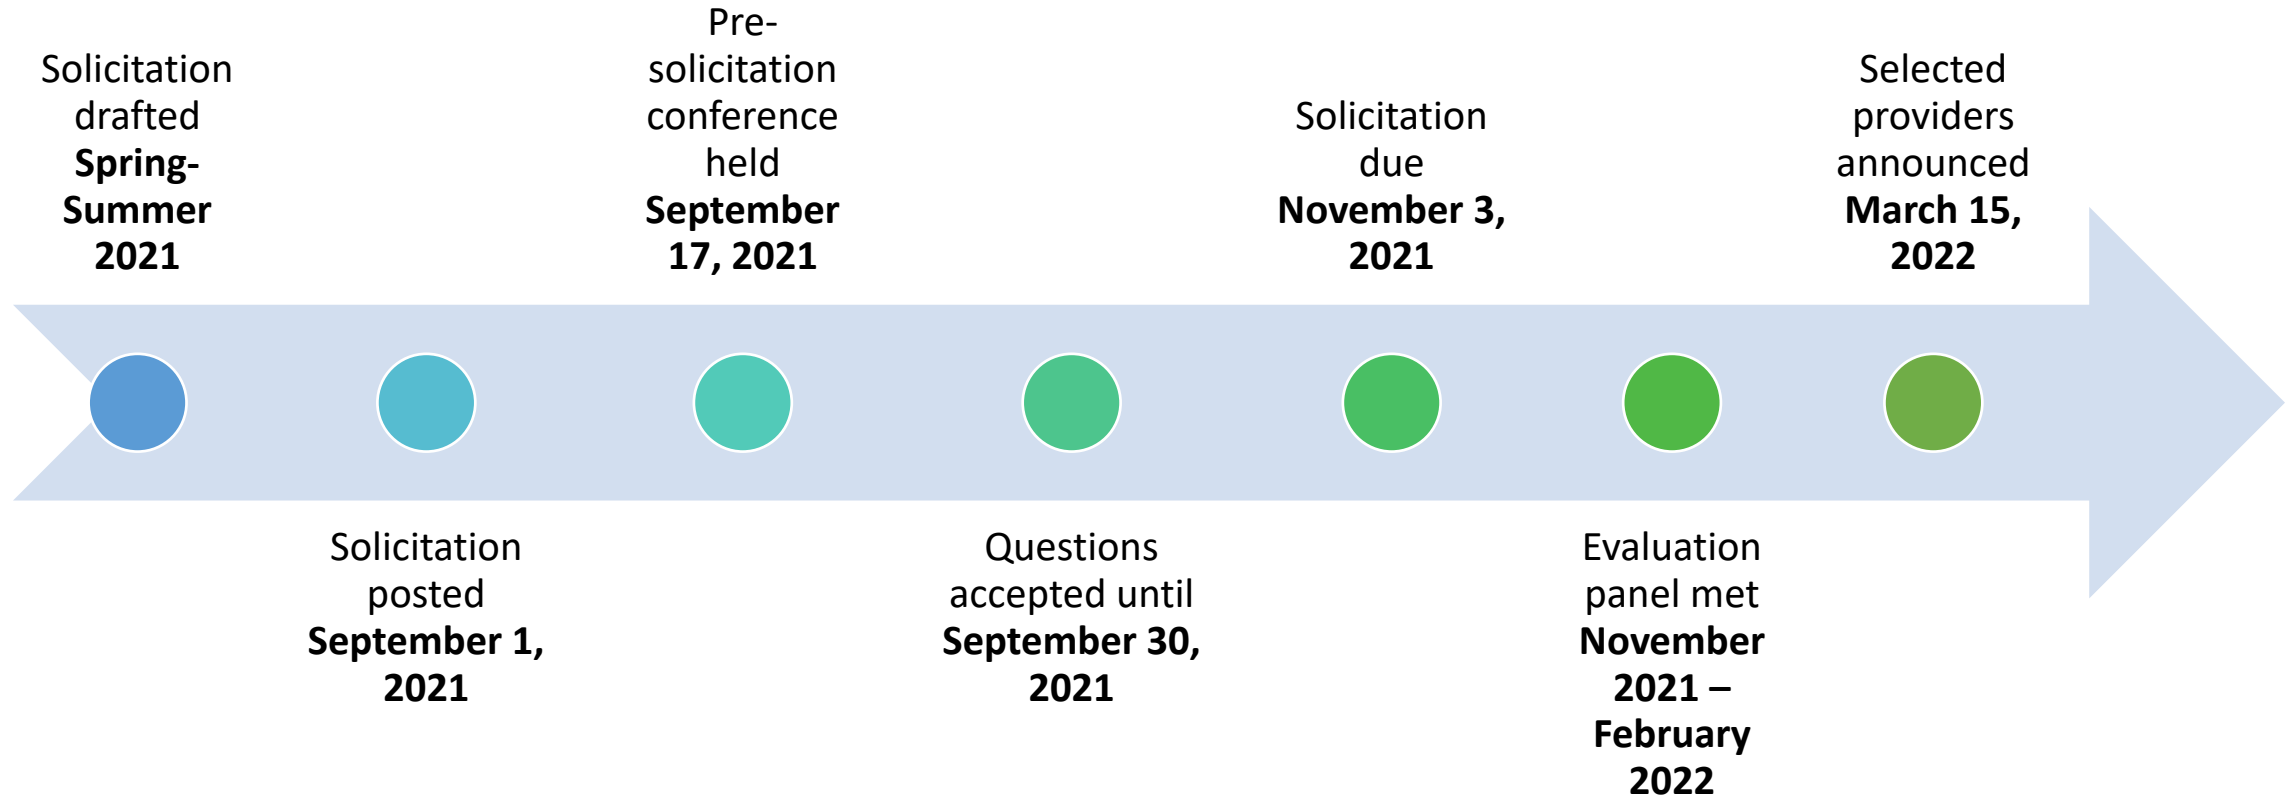 Solicitation
drafted
Spring-
Summer
2021
Solicitation
posted
September 1,
2021
Pre-
solicitation
conference
held
September
17, 2021
Questions
accepted until
September 30,
2021
Solicitation
due
November 3,
2021
Evaluation
panel met
November
2021 –
February
2022
Selected
providers
announced
March 15,
2022